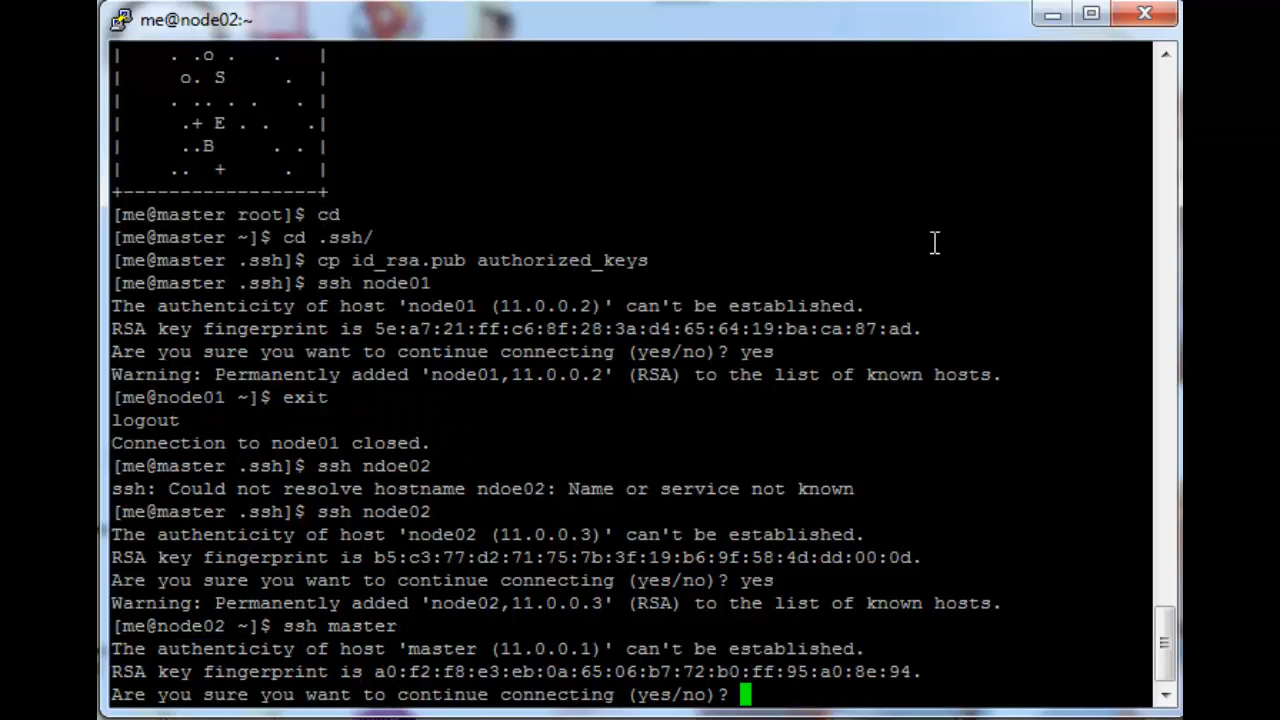 me@node02:~
|     . .o .    .   |
|      o. S     .  |
|     . .. . .    . |
|      .+ E . .   .|
|      ..B     . . |
|     ..  +     .  |
+-----------------+
[me@master root]$ cd
[me@master ~]$ cd .ssh/
[me@master .ssh]$ cp id_rsa.pub authorized_keys
[me@master .ssh]$ ssh node01
The authenticity of host 'node01 (11.0.0.2)' can't be established.
RSA key fingerprint is 5e:a7:21:ff:c6:8f:28:3a:d4:65:64:19:ba:ca:87:ad.
Are you sure you want to continue connecting (yes/no)? yes
Warning: Permanently added 'node01,11.0.0.2' (RSA) to the list of known hosts.
[me@node01 ~]$ exit
logout
Connection to node01 closed.
[me@master .ssh]$ ssh ndoe02
ssh: Could not resolve hostname ndoe02: Name or service not known
[me@master .ssh]$ ssh node02
The authenticity of host 'node02 (11.0.0.3)' can't be established.
RSA key fingerprint is b5:c3:77:d2:71:75:7b:3f:19:b6:9f:58:4d:dd:00:0d.
Are you sure you want to continue connecting (yes/no)? yes
Warning: Permanently added 'node02,11.0.0.3' (RSA) to the list of known hosts.
[me@node02 ~]$ ssh master
The authenticity of host 'master (11.0.0.1)' can't be established.
RSA key fingerprint is a0:f2:f8:e3:eb:0a:65:06:b7:72:b0:ff:95:a0:8e:94.
Are you sure you want to continue connecting (yes/no)?